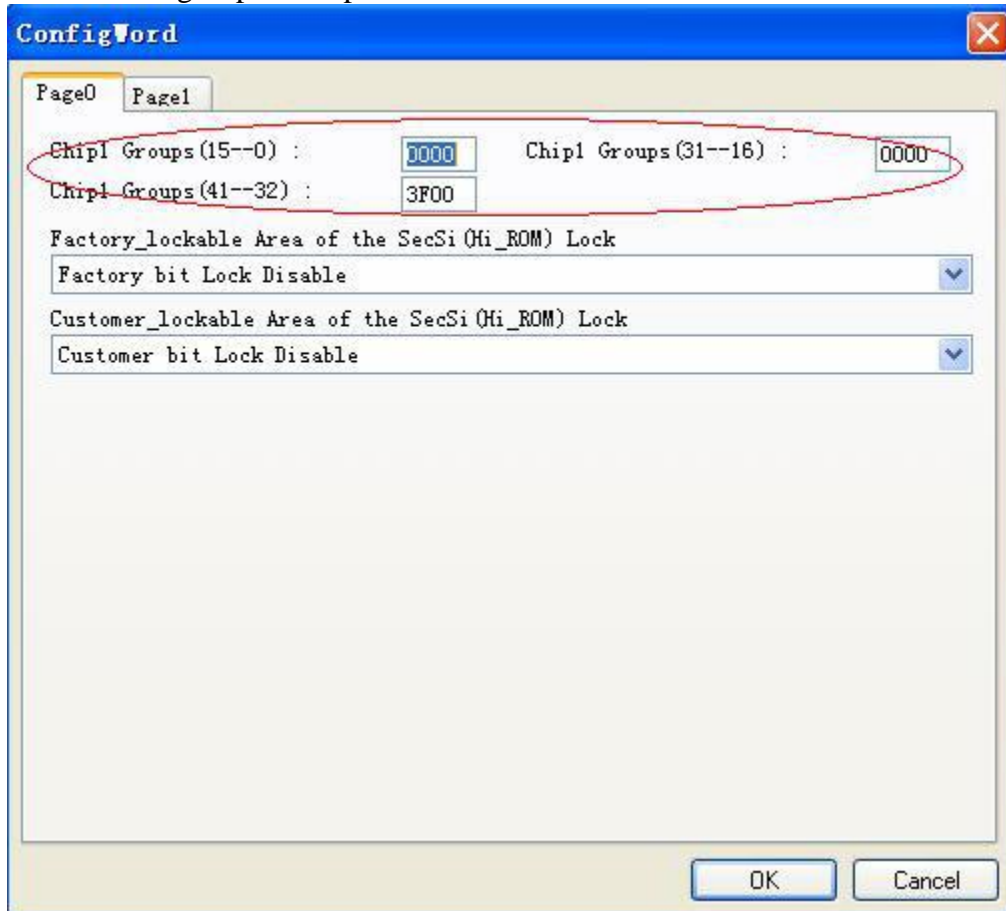 ConfigWord
Page0 Page1
Chip1 Groups(15--0) : 0000 Chip1 Groups(31--16) : 0000
Chip1 Groups(41--32) : 3F00
Factory_lockable Area of the SecSi(Hi_ROM) Lock
Factory bit Lock Disable
Customer_lockable Area of the SecSi(Hi_ROM) Lock
Customer bit Lock Disable
OK Cancel